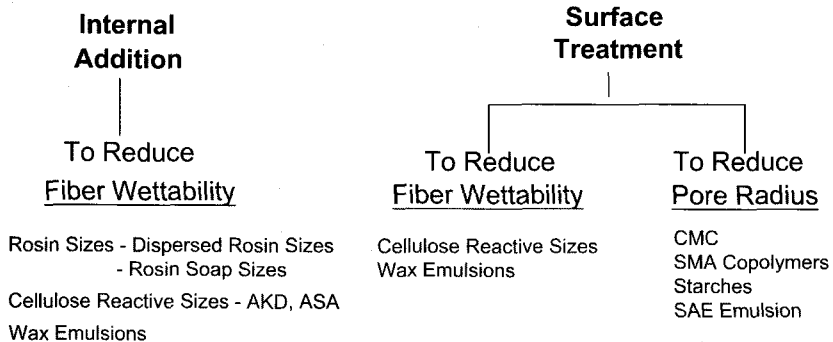 Internal
Addition
To Reduce
Fiber Wettability
Rosin Sizes - Dispersed Rosin Sizes
- Rosin Soap Sizes
Cellulose Reactive Sizes - AKD, ASA
Wax Emulsions
Surface
Treatment
To Reduce
Fiber Wettability
Cellulose Reactive Sizes
Wax Emulsions
To Reduce
Pore Radius
CMC
SMA Copolymers
Starches
SAE Emulsion